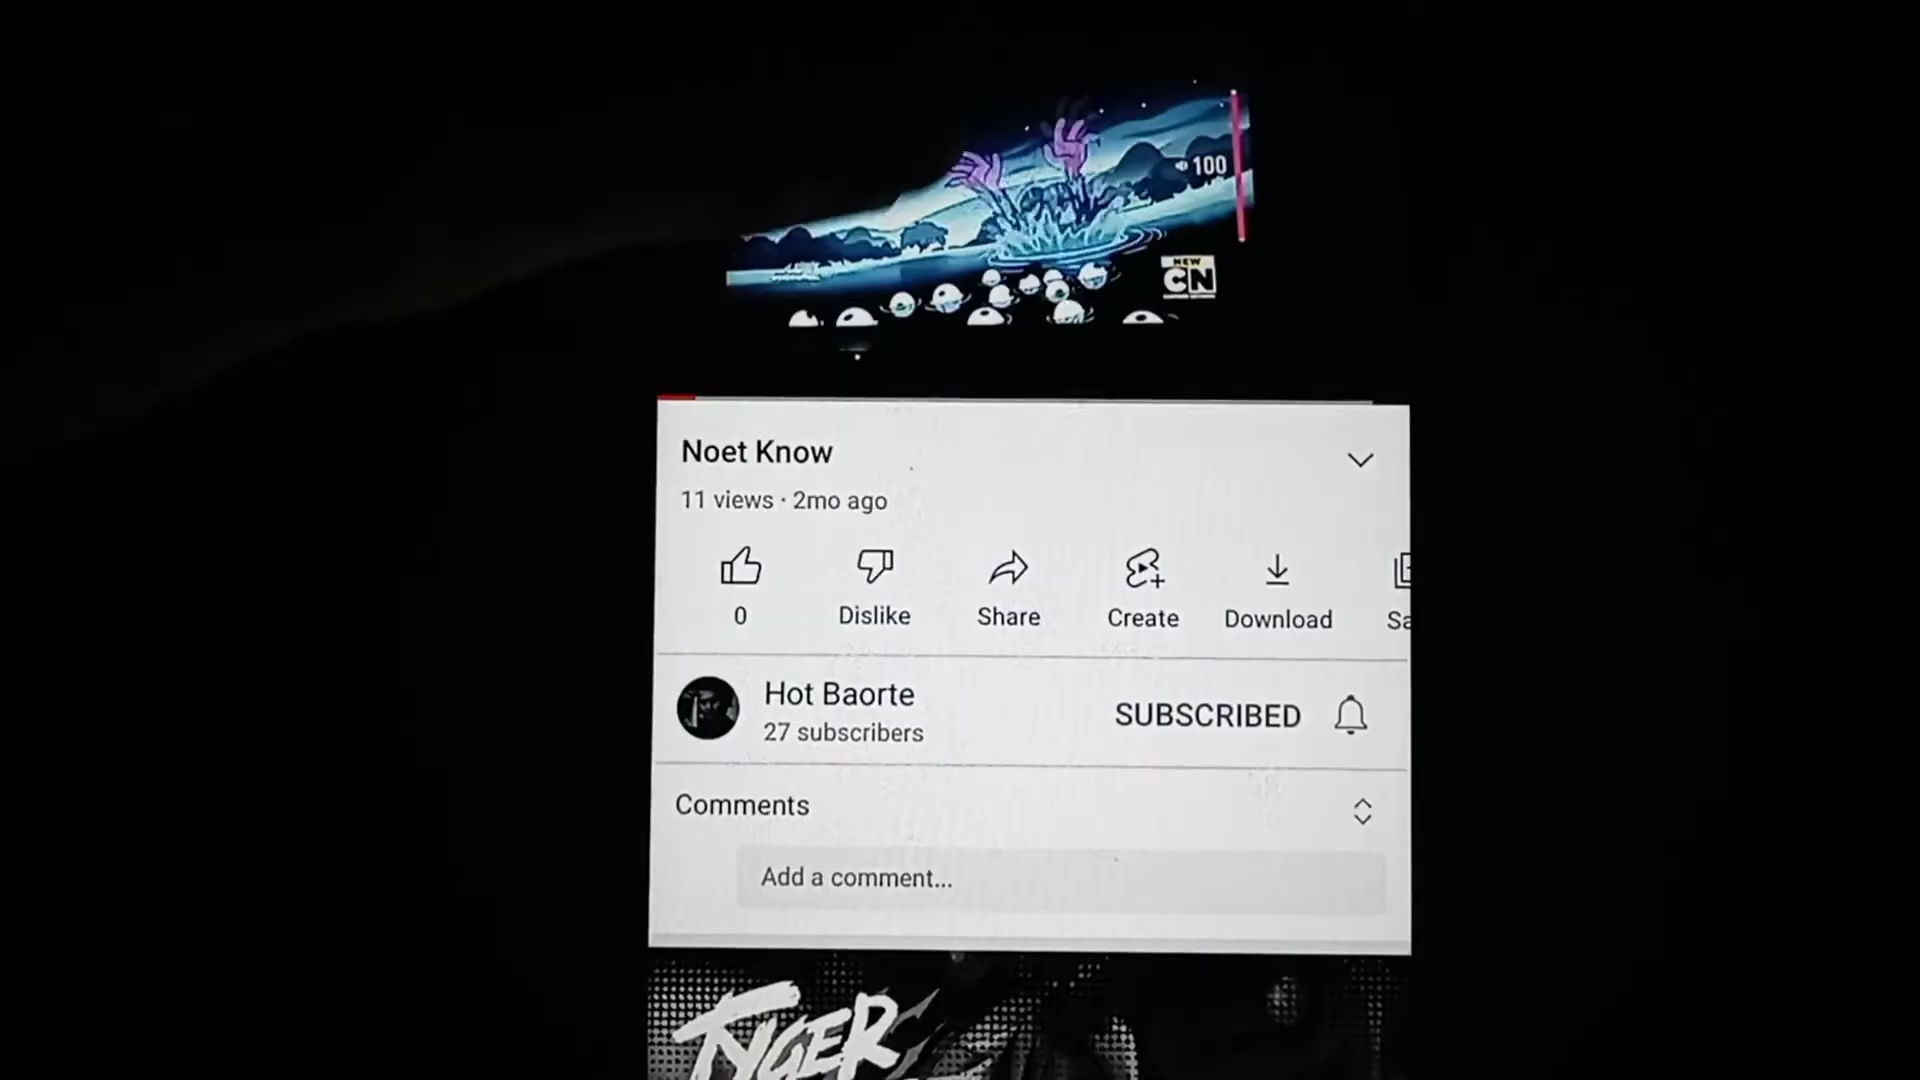 100
NEW
CN
Noet Know
11 views · 2mo ago
0
Dislike
Share
Create
Download
Sa
Hot Baorte
27 subscribers
SUBSCRIBED
Comments
Add a comment...
TYGER